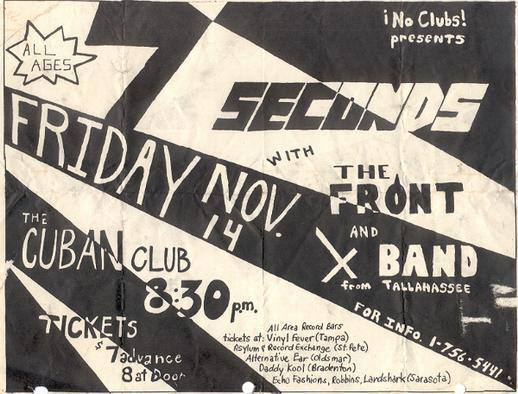 ALL
AGES
¡No Clubs!
presents
7
SECONDS
WITH
THE
FRONT
AND
X BAND
from TALLAHASSEE
FRIDAY NOV.
14
THE
CUBAN CLUB
8:30 p.m.
TICKETS
$7 advance
8 at Door
FOR INFO. 1-756-5441
All Area Record Bars
tickets at: Vinyl Fever (Tampa)
Asylum & Record Exchange (St. Pete)
Alternative Ear (Oldsmar)
Daddy Kool (Bradenton)
Echo Fashions, Robbins, Landshark (Sarasota)